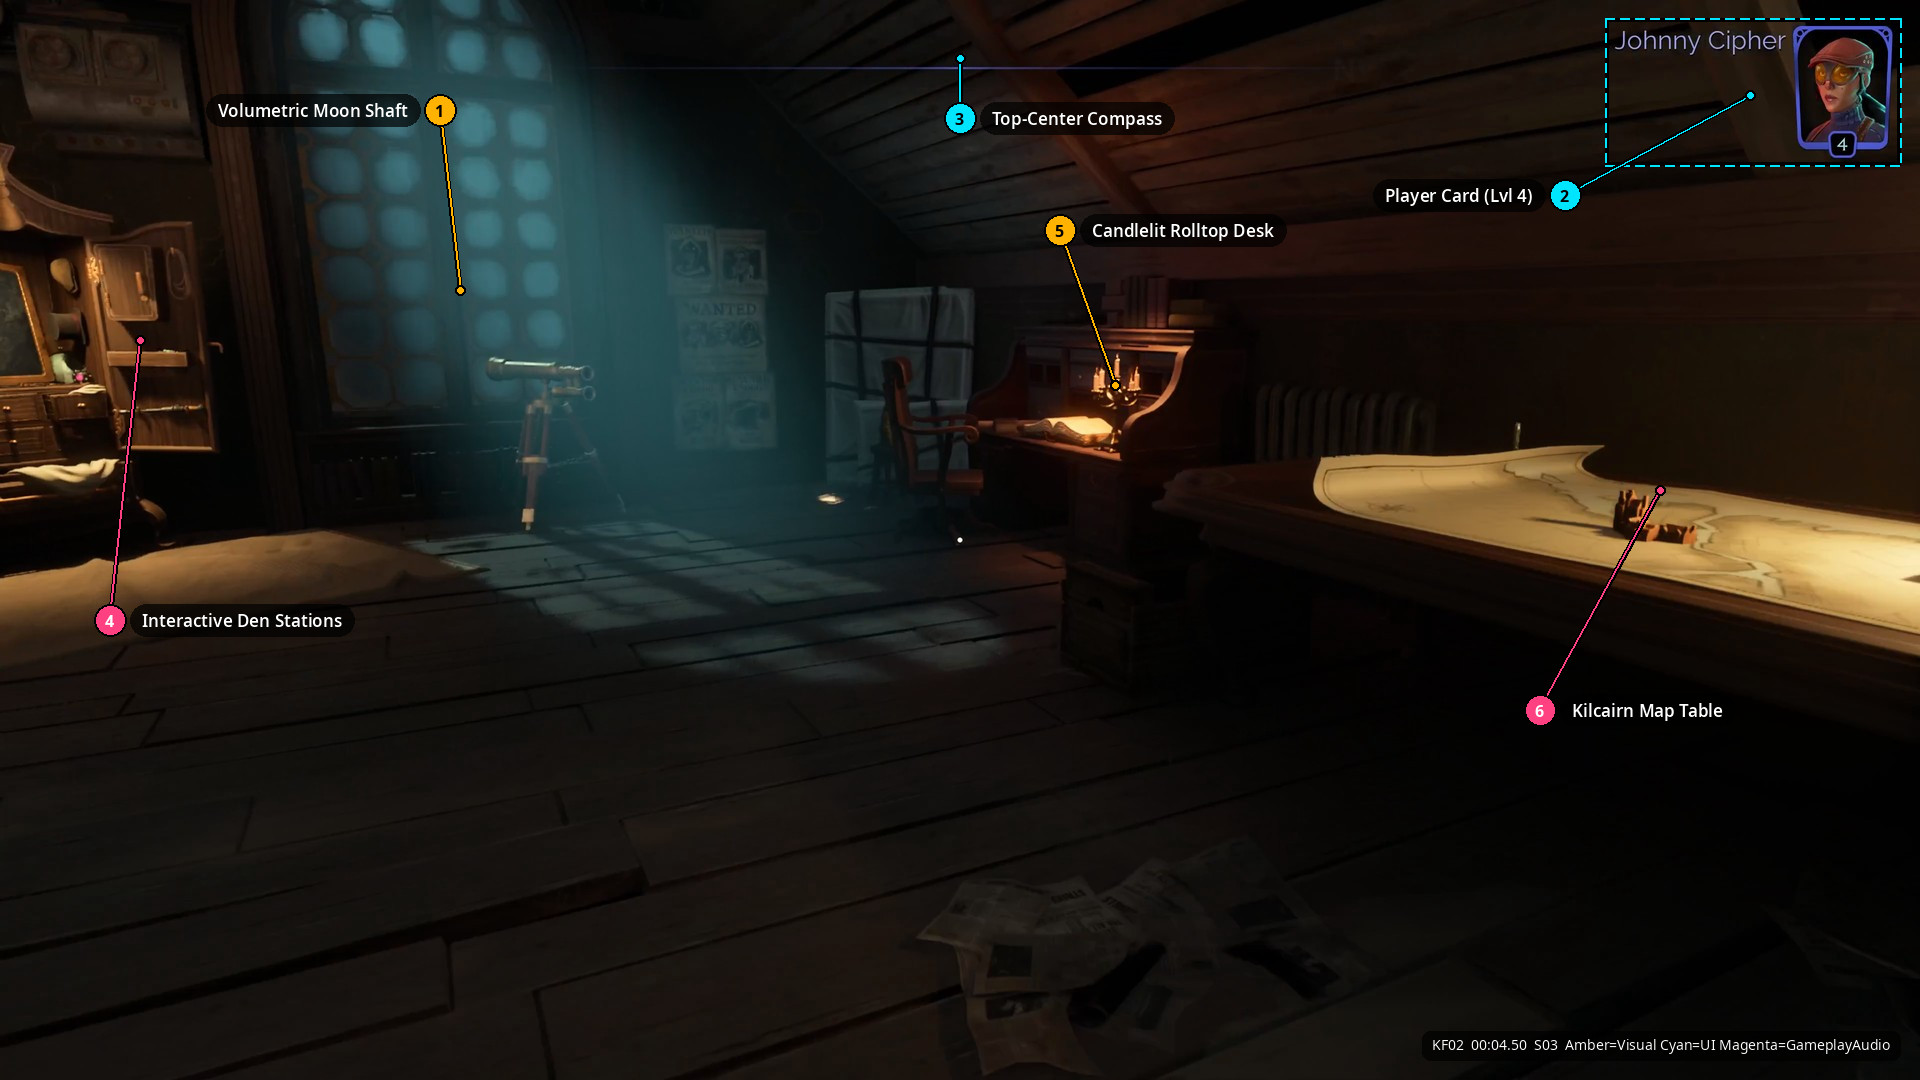 Johnny Cipher
4
Volumetric Moon Shaft
1
3
Top-Center Compass
Player Card (Lvl 4)
2
5
Candlelit Rolltop Desk
WANTED
4
Interactive Den Stations
6
Kilcairn Map Table
KF02 00:04.50 S03 Amber=Visual Cyan=UI Magenta=GameplayAudio